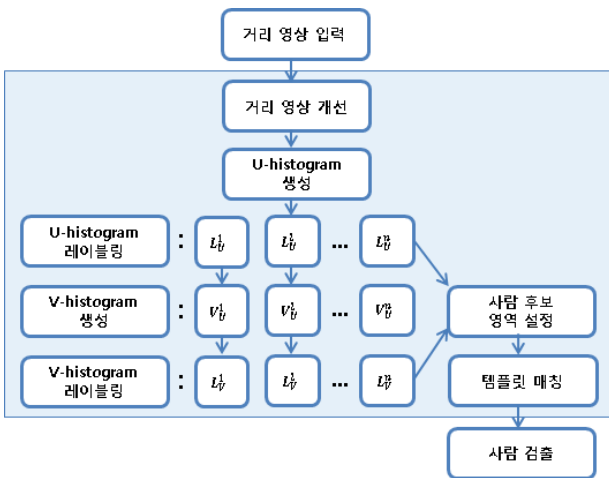 거리 영상 입력
거리 영상 개선
U-histogram
생성
U-histogram
레이블링
:
L_U^1
L_U^λ
...
L_U^n
V-histogram
생성
:
V_U^1
V_U^λ
...
V_U^n
사람 후보
영역 설정
V-histogram
레이블링
:
L_V^1
L_V^λ
...
L_V^n
템플릿 매칭
사람 검출